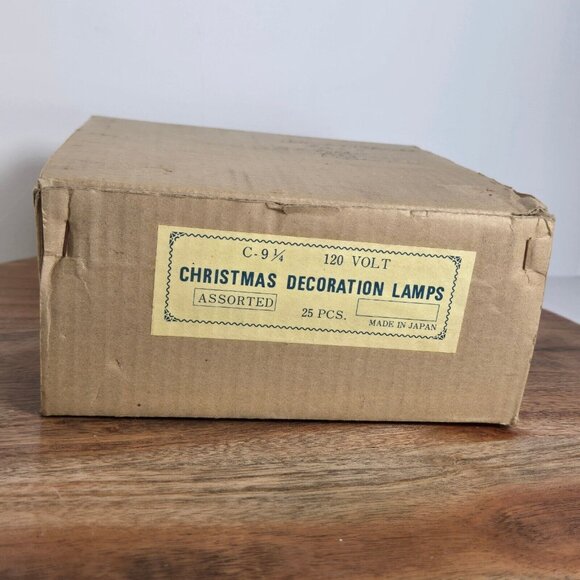 C-9¼ 120 VOLT
CHRISTMAS DECORATION LAMPS
ASSORTED 25 PCS.
MADE IN JAPAN